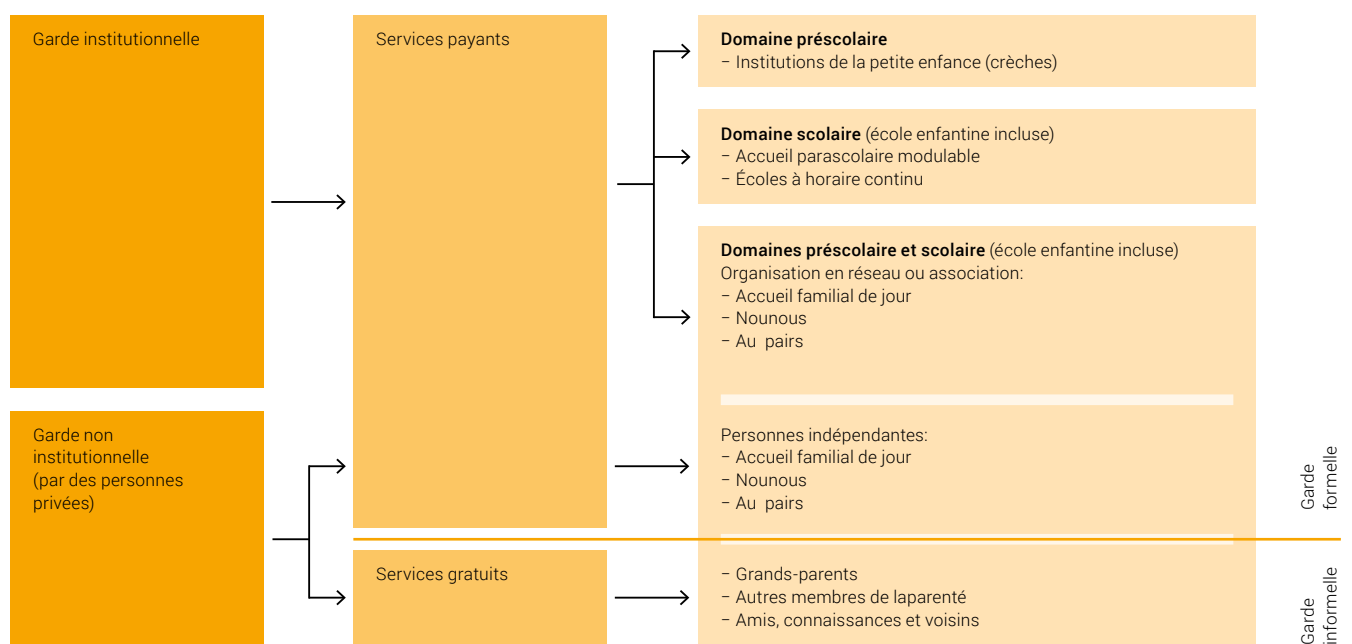 Garde institutionnelle
Services payants
Domaine préscolaire
– Institutions de la petite enfance (crèches)
Domaine scolaire (école enfantine incluse)
– Accueil parascolaire modulable
– Écoles à horaire continu
Domaines préscolaire et scolaire (école enfantine incluse)
Organisation en réseau ou association:
– Accueil familial de jour
– Nounous
– Au pairs
Garde non
institutionnelle
(par des personnes
privées)
Personnes indépendantes:
– Accueil familial de jour
– Nounous
– Au pairs
Garde
formelle
Services gratuits
– Grands-parents
– Autres membres de laparenté
– Amis, connaissances et voisins
Garde
informelle